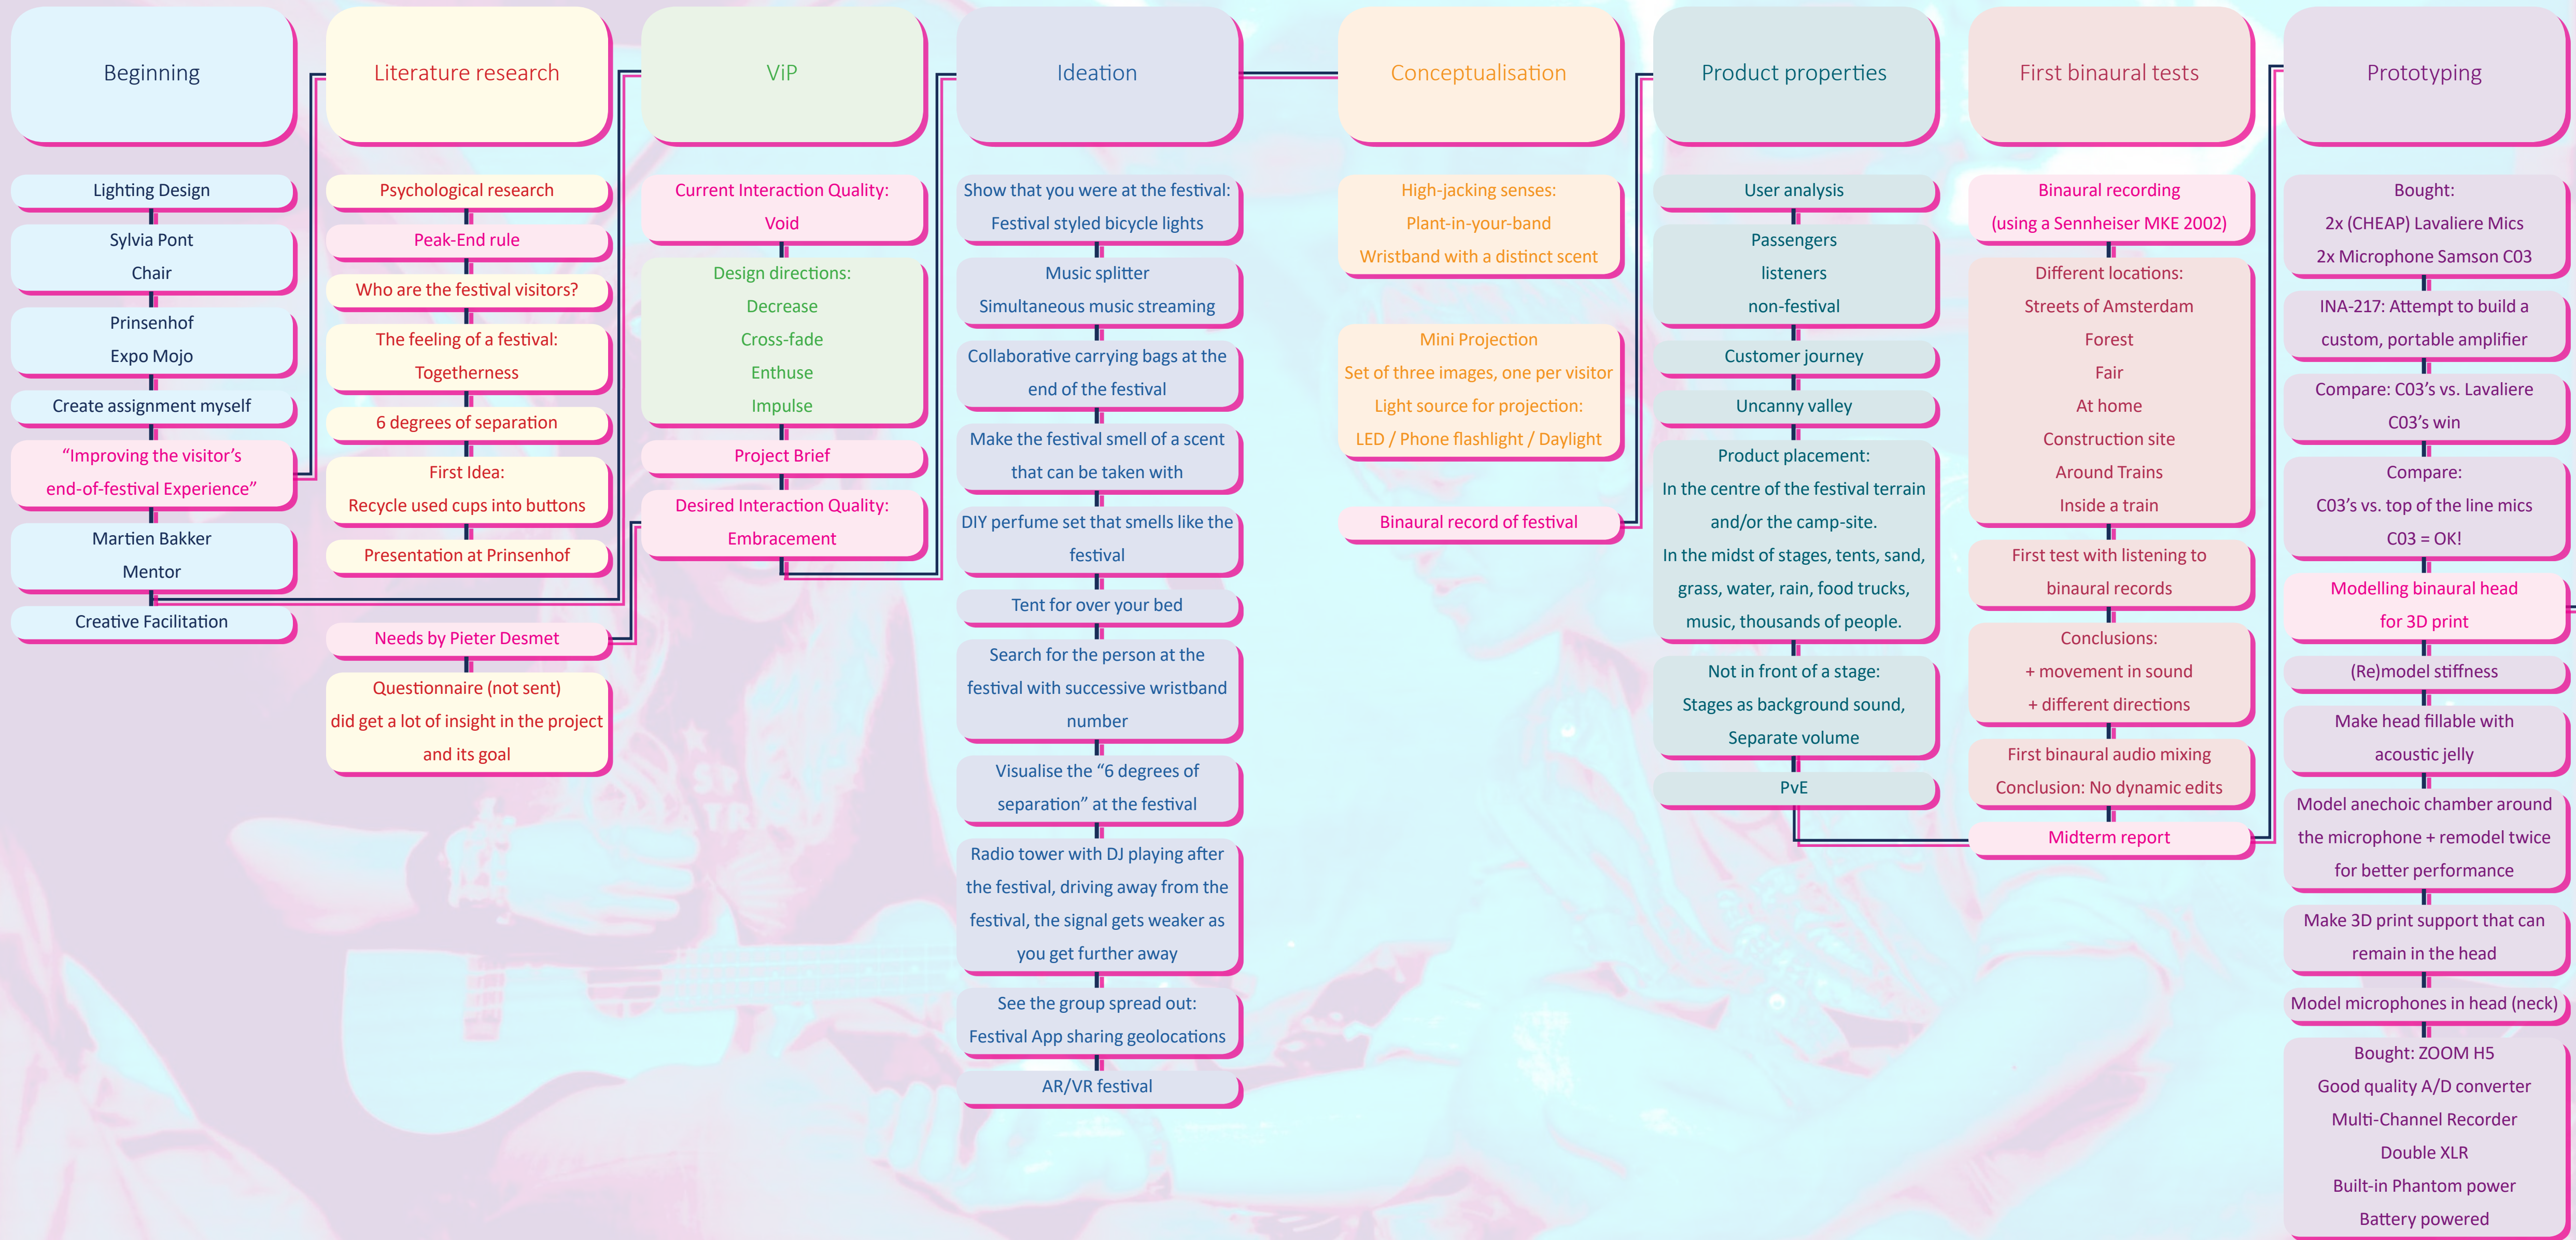 Beginning
Lighting Design
Sylvia Pont
Chair
Prinsenhof
Expo Mojo
Create assignment myself
“Improving the visitor’s
end-of-festival Experience”
Martien Bakker
Mentor
Creative Facilitation
Literature research
Psychological research
Peak-End rule
Who are the festival visitors?
The feeling of a festival:
Togetherness
6 degrees of separation
First Idea:
Recycle used cups into buttons
Presentation at Prinsenhof
Needs by Pieter Desmet
Questionnaire (not sent)
did get a lot of insight in the project
and its goal
ViP
Current Interaction Quality:
Void
Design directions:
Decrease
Cross-fade
Enthuse
Impulse
Project Brief
Desired Interaction Quality:
Embracement
Ideation
Show that you were at the festival:
Festival styled bicycle lights
Music splitter
Simultaneous music streaming
Collaborative carrying bags at the
end of the festival
Make the festival smell of a scent
that can be taken with
DIY perfume set that smells like the
festival
Tent for over your bed
Search for the person at the
festival with successive wristband
number
Visualise the “6 degrees of
separation” at the festival
Radio tower with DJ playing after
the festival, driving away from the
festival, the signal gets weaker as
you get further away
See the group spread out:
Festival App sharing geolocations
AR/VR festival
Conceptualisation
High-jacking senses:
Plant-in-your-band
Wristband with a distinct scent
Mini Projection
Set of three images, one per visitor
Light source for projection:
LED / Phone flashlight / Daylight
Binaural record of festival
Product properties
User analysis
Passengers
listeners
non-festival
Customer journey
Uncanny valley
Product placement:
In the centre of the festival terrain
and/or the camp-site.
In the midst of stages, tents, sand,
grass, water, rain, food trucks,
music, thousands of people.
Not in front of a stage:
Stages as background sound,
Separate volume
PvE
First binaural tests
Binaural recording
(using a Sennheiser MKE 2002)
Different locations:
Streets of Amsterdam
Forest
Fair
At home
Construction site
Around Trains
Inside a train
First test with listening to
binaural records
Conclusions:
+ movement in sound
+ different directions
First binaural audio mixing
Conclusion: No dynamic edits
Midterm report
Prototyping
Bought:
2x (CHEAP) Lavaliere Mics
2x Microphone Samson C03
INA-217: Attempt to build a
custom, portable amplifier
Compare: C03’s vs. Lavaliere
C03’s win
Compare:
C03’s vs. top of the line mics
C03 = OK!
Modelling binaural head
for 3D print
(Re)model stiffness
Make head fillable with
acoustic jelly
Model anechoic chamber around
the microphone + remodel twice
for better performance
Make 3D print support that can
remain in the head
Model microphones in head (neck)
Bought: ZOOM H5
Good quality A/D converter
Multi-Channel Recorder
Double XLR
Built-in Phantom power
Battery powered